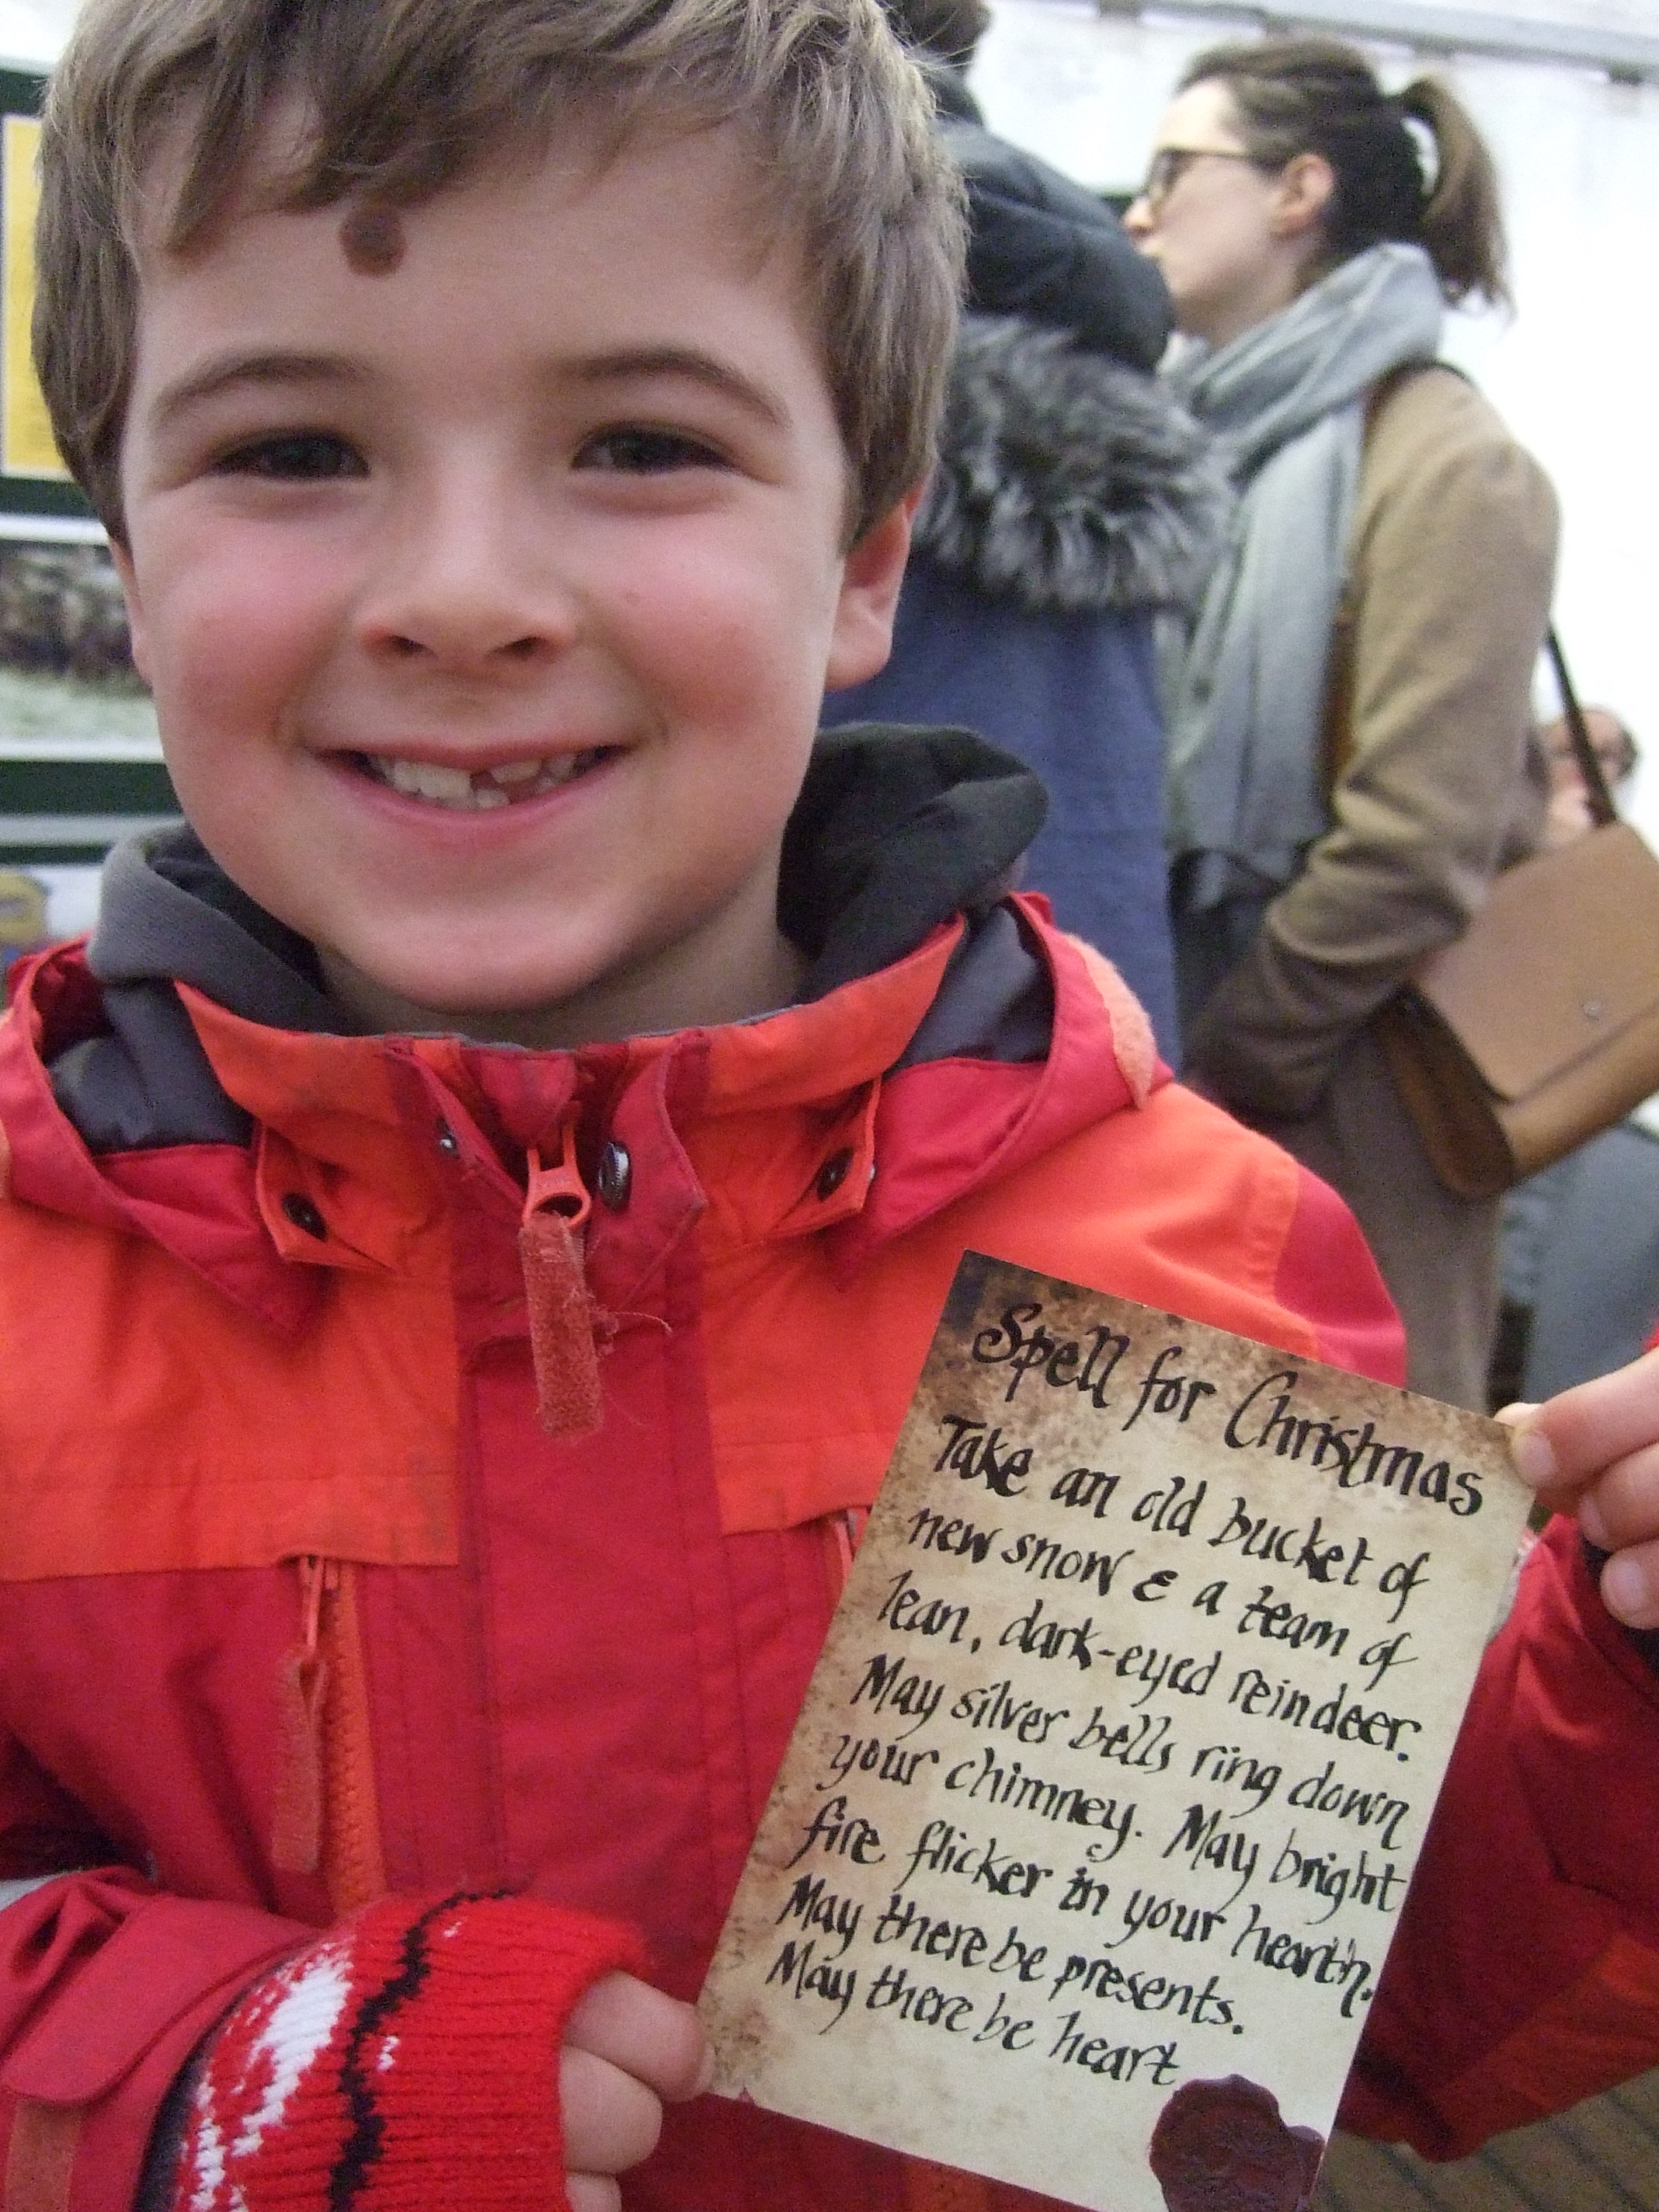 Spell for Christmas
Take an old bucket of
new snow & a team of
lean, dark-eyed reindeer.
May silver bells ring down
your chimney. May bright
fire flicker in your hearth.
May there be presents.
May there be heart